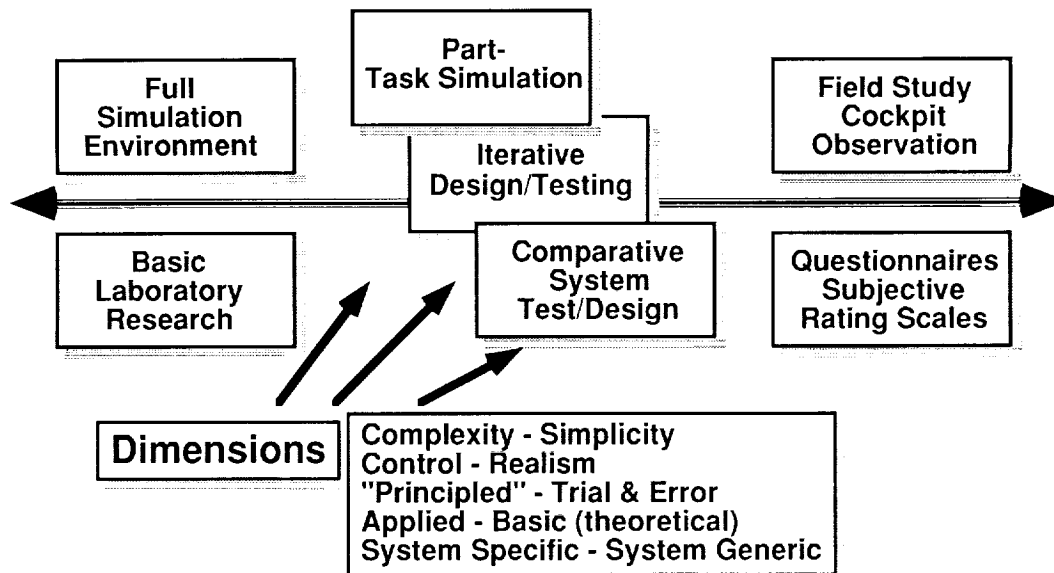 Part-
Task Simulation
Full
Simulation
Environment
Field Study
Cockpit
Observation
Iterative
Design/Testing
Basic
Laboratory
Research
Comparative
System
Test/Design
Questionnaires
Subjective
Rating Scales
Dimensions
Complexity - Simplicity
Control - Realism
"Principled" - Trial & Error
Applied - Basic (theoretical)
System Specific - System Generic